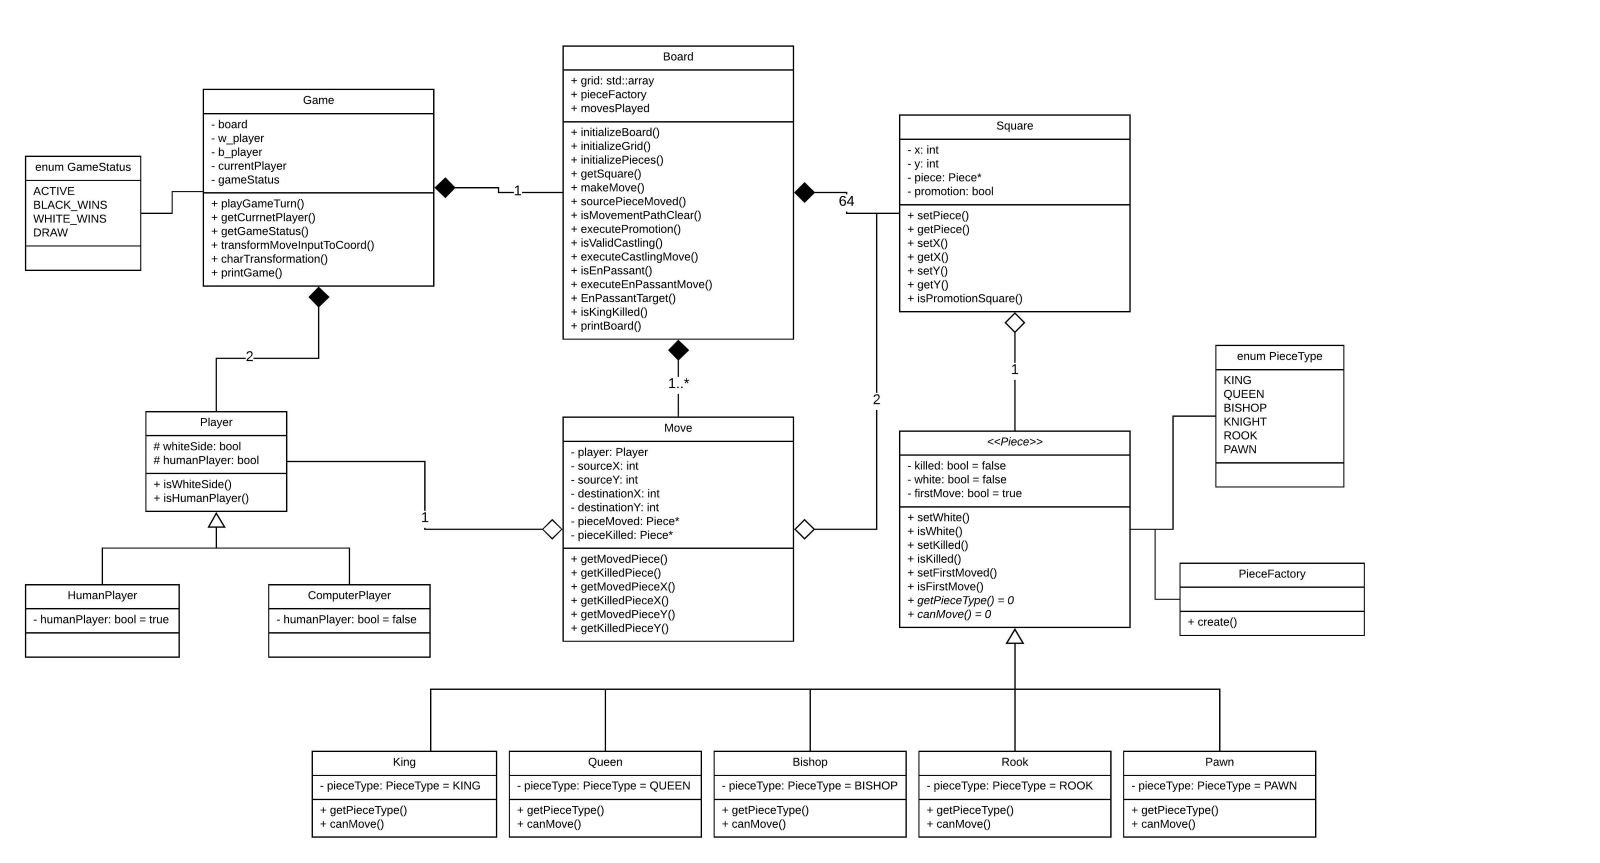 Board
+ grid: std::array
+ pieceFactory
+ movesPlayed
+ initializeBoard()
+ initializeGrid()
+ initializePieces()
+ getSquare()
+ makeMove()
+ sourcePieceMoved()
+ isMovementPathClear()
+ executePromotion()
+ isValidCastling()
+ executeCastlingMove()
+ isEnPassant()
+ executeEnPassantMove()
+ EnPassantTarget()
+ isKingKilled()
+ printBoard()
Game
- board
- w_player
- b_player
- currentPlayer
- gameStatus
+ playGameTurn()
+ getCurrnetPlayer()
+ getGameStatus()
+ transformMoveInputToCoord()
+ charTransformation()
+ printGame()
enum GameStatus
ACTIVE
BLACK_WINS
WHITE_WINS
DRAW
1
64
Square
- x: int
- y: int
- piece: Piece*
- promotion: bool
+ setPiece()
+ getPiece()
+ setX()
+ getX()
+ setY()
+ getY()
+ isPromotionSquare()
2
1..*
2
1
enum PieceType
KING
QUEEN
BISHOP
KNIGHT
ROOK
PAWN
Player
# whiteSide: bool
# humanPlayer: bool
+ isWhiteSide()
+ isHumanPlayer()
1
Move
- player: Player
- sourceX: int
- sourceY: int
- destinationX: int
- destinationY: int
- pieceMoved: Piece*
- pieceKilled: Piece*
+ getMovedPiece()
+ getKilledPiece()
+ getMovedPieceX()
+ getKilledPieceX()
+ getMovedPieceY()
+ getKilledPieceY()
<<Piece>>
- killed: bool = false
- white: bool = false
- firstMove: bool = true
+ setWhite()
+ isWhite()
+ setKilled()
+ isKilled()
+ setFirstMoved()
+ isFirstMove()
+ getPieceType() = 0
+ canMove() = 0
PieceFactory
+ create()
HumanPlayer
- humanPlayer: bool = true
ComputerPlayer
- humanPlayer: bool = false
King
- pieceType: PieceType = KING
+ getPieceType()
+ canMove()
Queen
- pieceType: PieceType = QUEEN
+ getPieceType()
+ canMove()
Bishop
- pieceType: PieceType = BISHOP
+ getPieceType()
+ canMove()
Rook
- pieceType: PieceType = ROOK
+ getPieceType()
+ canMove()
Pawn
- pieceType: PieceType = PAWN
+ getPieceType()
+ canMove()